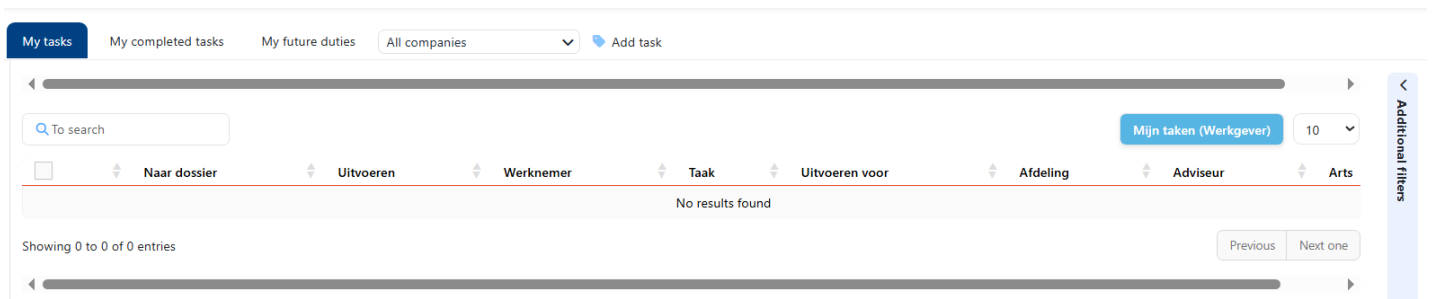 My tasks My completed tasks My future duties All companies Add task
To search Mijn taken (Werkgever) 10
Naar dossier Uitvoeren Werknemer Taak Uitvoeren voor Afdeling Adviseur Arts
No results found
Showing 0 to 0 of 0 entries Previous Next one
Additional filters